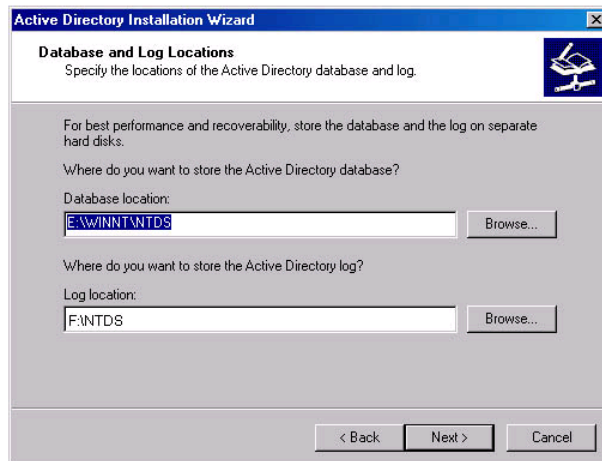 Active Directory Installation Wizard
Database and Log Locations
Specify the locations of the Active Directory database and log.
For best performance and recoverability, store the database and the log on separate
hard disks.
Where do you want to store the Active Directory database?
Database location:
E:\WINNT\NTDS
Browse...
Where do you want to store the Active Directory log?
Log location:
F:\NTDS
Browse...
< Back
Next >
Cancel